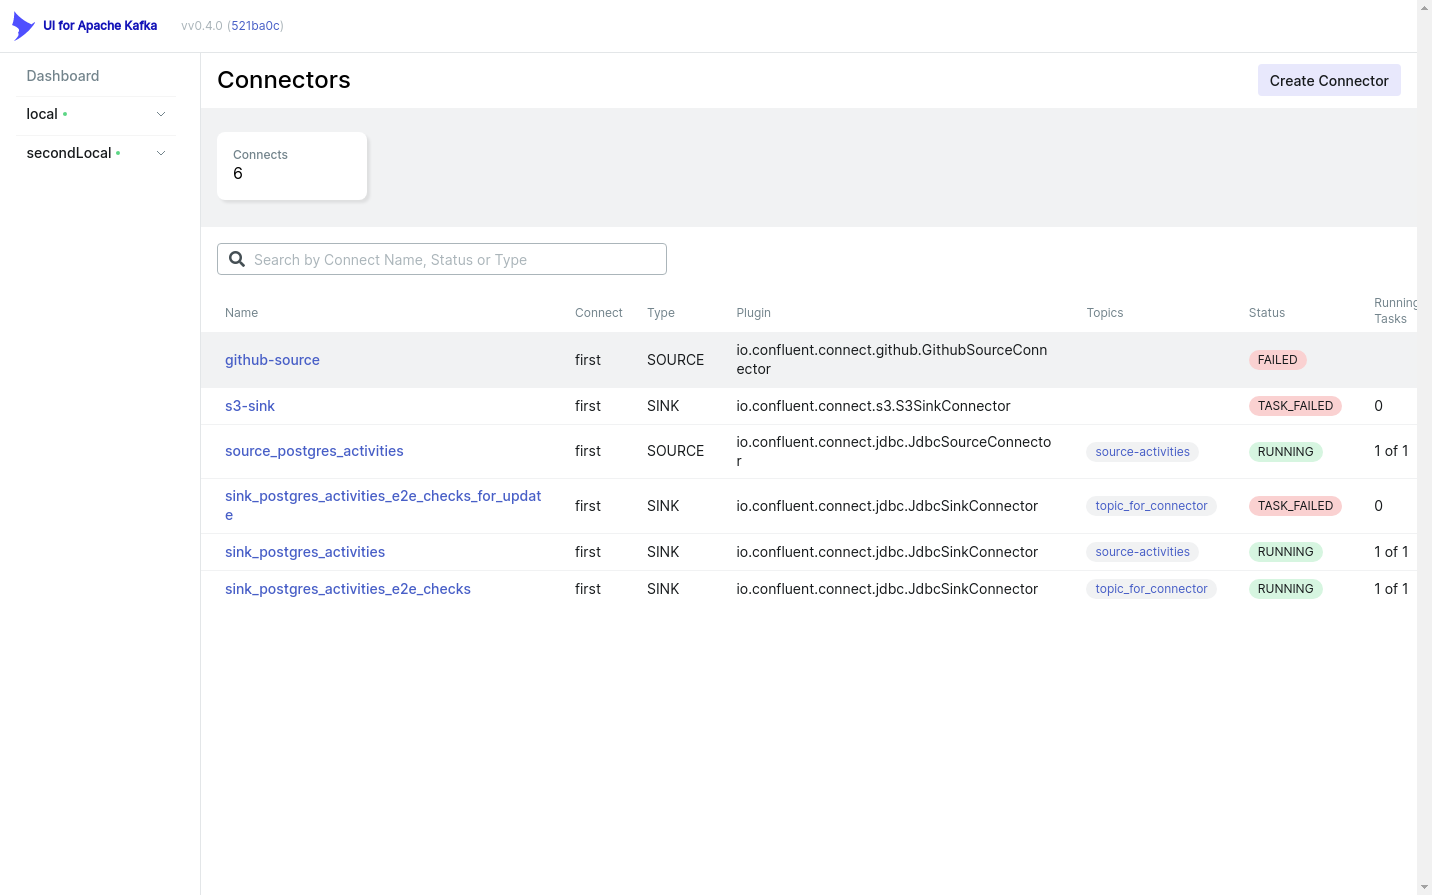 UI for Apache Kafka vv0.4.0 (521ba0c)
Dashboard
local
secondLocal
Connectors
Create Connector
Connects
6
Search by Connect Name, Status or Type
Name Connect Type Plugin Topics Status Running
Tasks
github-source first SOURCE io.confluent.connect.github.GithubSourceConn
ector FAILED
s3-sink first SINK io.confluent.connect.s3.S3SinkConnector TASK_FAILED 0
source_postgres_activities first SOURCE io.confluent.connect.jdbc.JdbcSourceConnecto
r source-activities RUNNING 1 of 1
sink_postgres_activities_e2e_checks_for_updat
e first SINK io.confluent.connect.jdbc.JdbcSinkConnector topic_for_connector TASK_FAILED 0
sink_postgres_activities first SINK io.confluent.connect.jdbc.JdbcSinkConnector source-activities RUNNING 1 of 1
sink_postgres_activities_e2e_checks first SINK io.confluent.connect.jdbc.JdbcSinkConnector topic_for_connector RUNNING 1 of 1